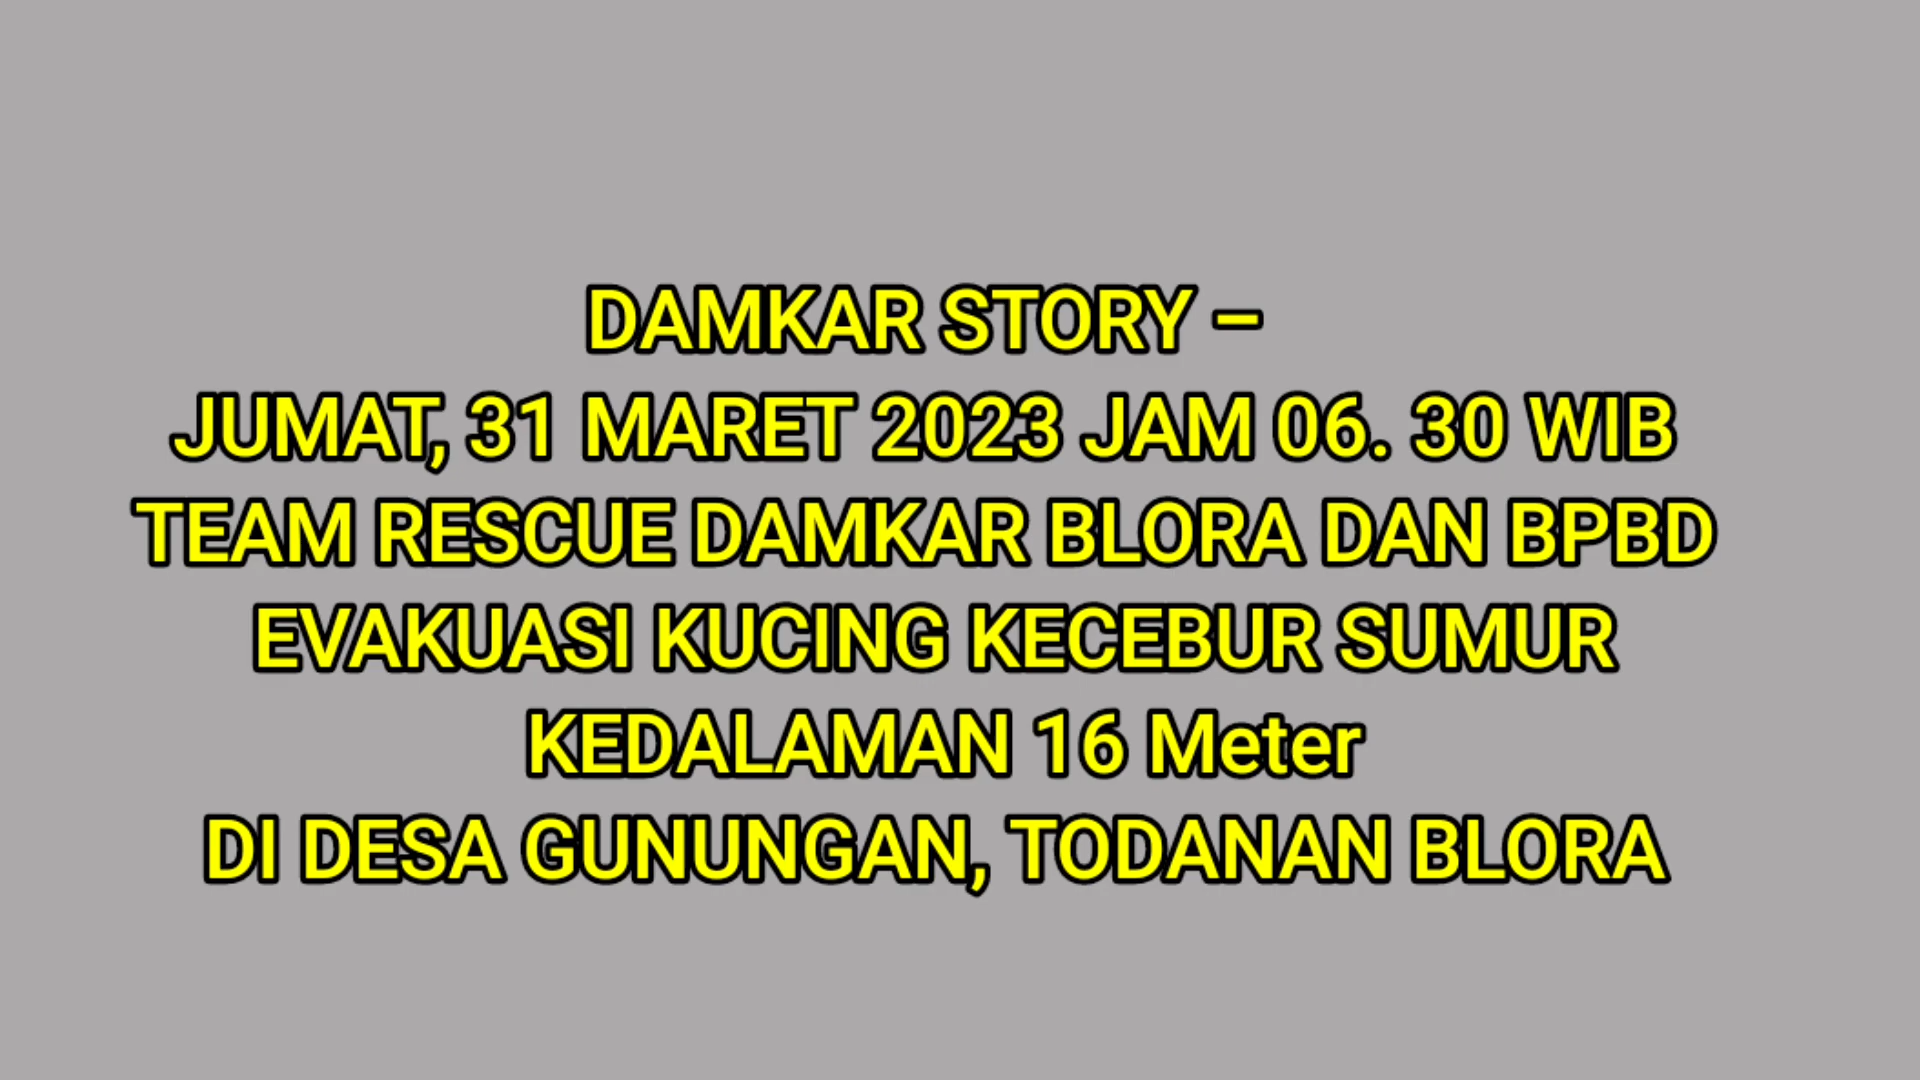 DAMKAR STORY –
JUMAT, 31 MARET 2023 JAM 06. 30 WIB
TEAM RESCUE DAMKAR BLORA DAN BPBD
EVAKUASI KUCING KECEBUR SUMUR
KEDALAMAN 16 Meter
DI DESA GUNUNGAN, TODANAN BLORA